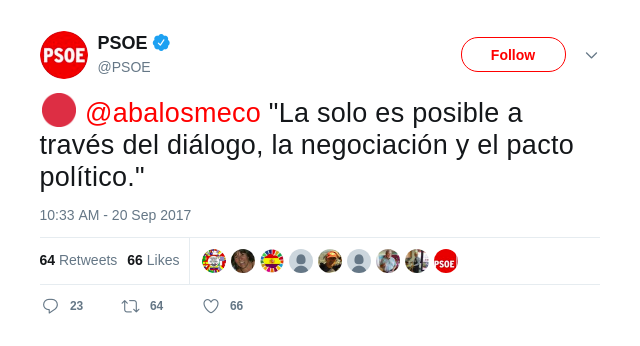 PSOE
PSOE
@PSOE
Follow
@abalosmeco "La solo es posible a
través del diálogo, la negociación y el pacto
político."
10:33 AM - 20 Sep 2017
64 Retweets 66 Likes
PSOE
23 64 66